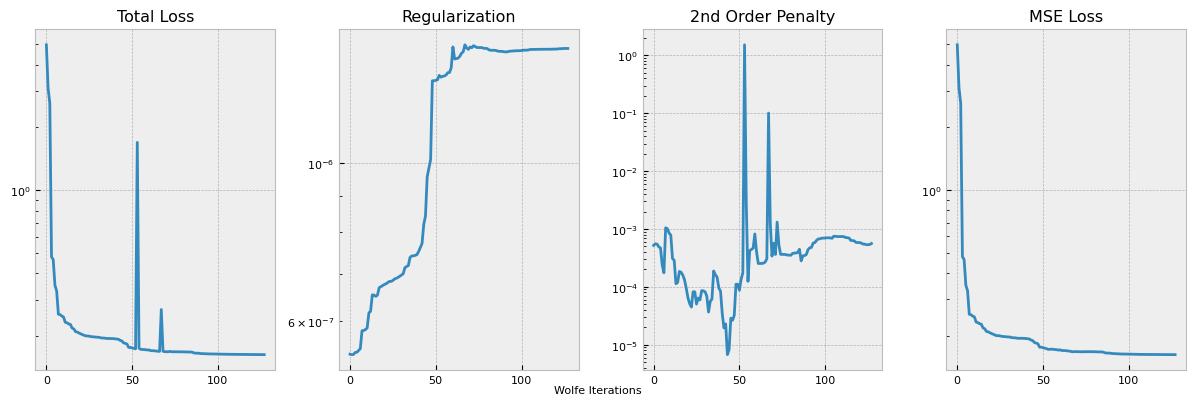 Total Loss
Regularization
2nd Order Penalty
MSE Loss
10⁰
10⁻⁶
6 × 10⁻⁷
10⁰
10⁻¹
10⁻²
10⁻³
10⁻⁴
10⁻⁵
10⁰
0 50 100
0 50 100
0 50 100
0 50 100
Wolfe Iterations